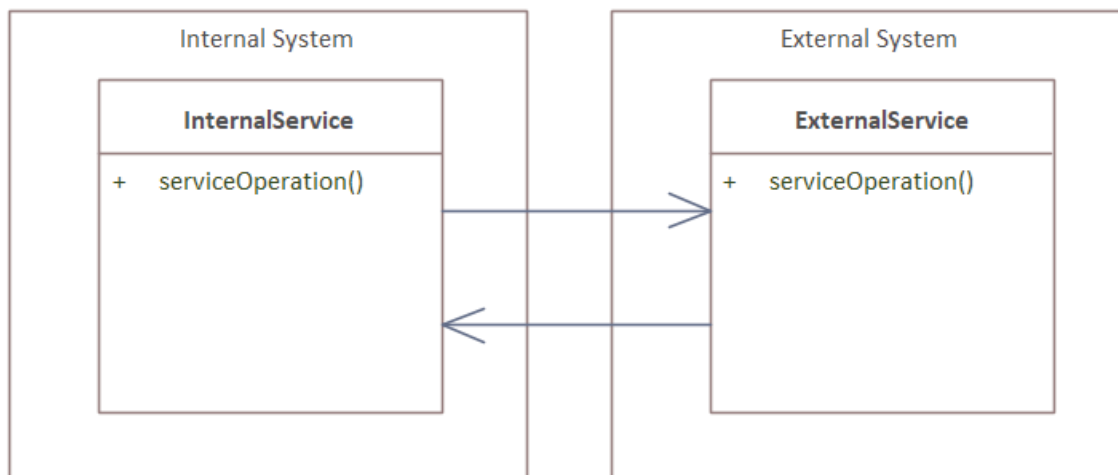 Internal System
InternalService
+ serviceOperation()
External System
ExternalService
+ serviceOperation()